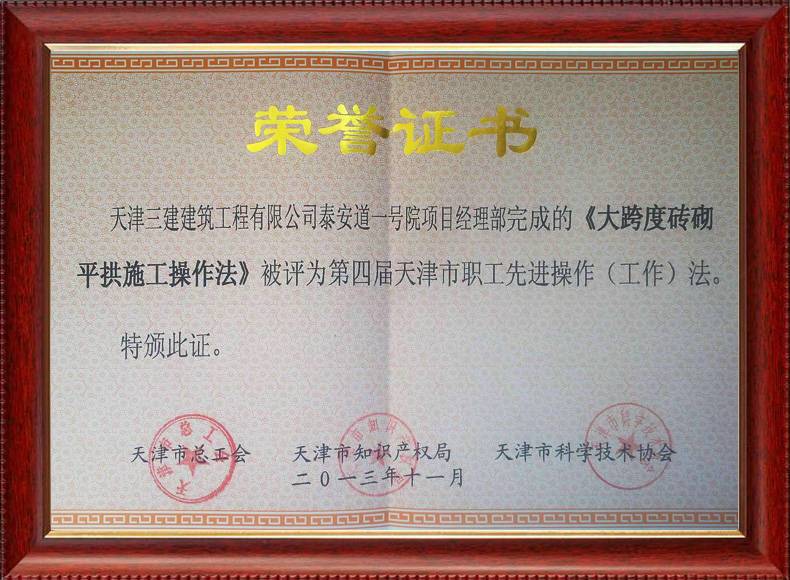 荣誉证书
天津三建建筑工程有限公司泰安道一号院项目经理部完成的《大跨度砖砌
平拱施工操作法》被评为第四届天津市职工先进操作（工作）法。
特颁此证。
天津市总工会 天津市知识产权局 天津市科学技术协会
二〇一三年十一月